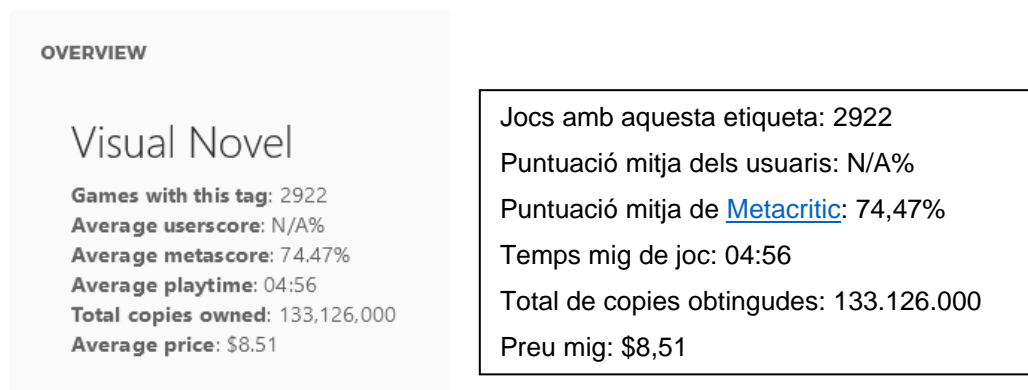 OVERVIEW
Visual Novel
Games with this tag: 2922
Average userscore: N/A%
Average metascore: 74.47%
Average playtime: 04:56
Total copies owned: 133,126,000
Average price: $8.51
Jocs amb aquesta etiqueta: 2922
Puntuació mitja dels usuaris: N/A%
Puntuació mitja de Metacritic: 74,47%
Temps mig de joc: 04:56
Total de copies obtingudes: 133.126.000
Preu mig: $8,51